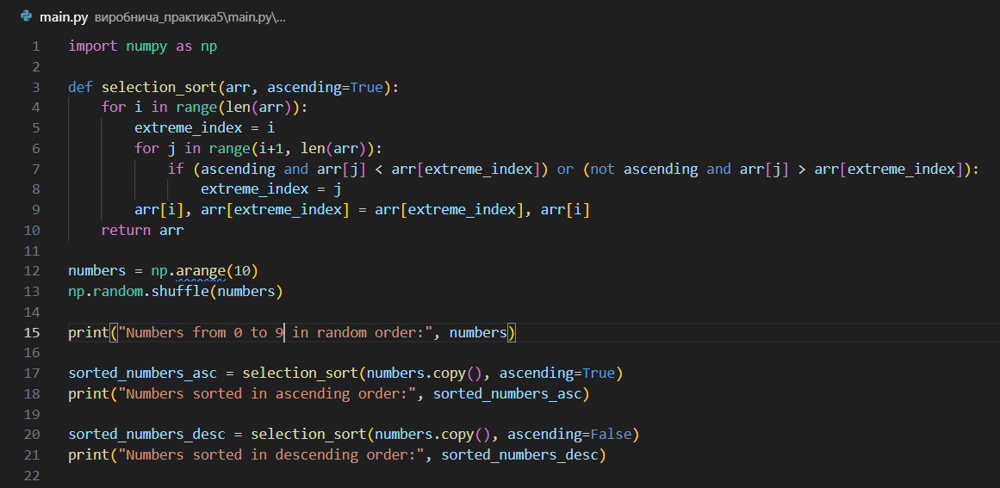 main.py виробнича_практика5\main.py\...
1 import numpy as np
2
3 def selection_sort(arr, ascending=True):
4     for i in range(len(arr)):
5         extreme_index = i
6         for j in range(i+1, len(arr)):
7             if (ascending and arr[j] < arr[extreme_index]) or (not ascending and arr[j] > arr[extreme_index]):
8                 extreme_index = j
9         arr[i], arr[extreme_index] = arr[extreme_index], arr[i]
10     return arr
11
12 numbers = np.arange(10)
13 np.random.shuffle(numbers)
14
15 print("Numbers from 0 to 9 in random order:", numbers)
16
17 sorted_numbers_asc = selection_sort(numbers.copy(), ascending=True)
18 print("Numbers sorted in ascending order:", sorted_numbers_asc)
19
20 sorted_numbers_desc = selection_sort(numbers.copy(), ascending=False)
21 print("Numbers sorted in descending order:", sorted_numbers_desc)
22